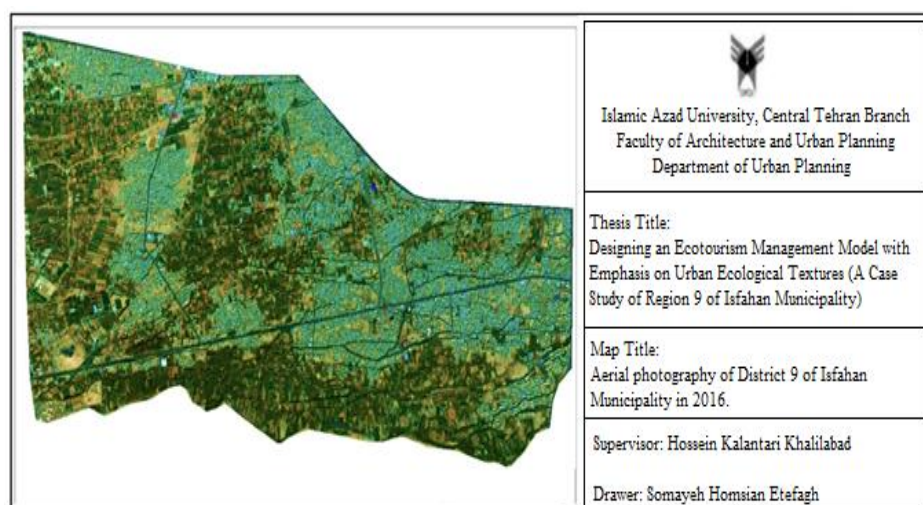 Islamic Azad University, Central Tehran Branch
Faculty of Architecture and Urban Planning
Department of Urban Planning
Thesis Title:
Designing an Ecotourism Management Model with
Emphasis on Urban Ecological Textures (A Case
Study of Region 9 of Isfahan Municipality)
Map Title:
Aerial photography of District 9 of Isfahan
Municipality in 2016.
Supervisor: Hossein Kalantari Khalilabad
Drawer: Somayeh Homsian Etefagh